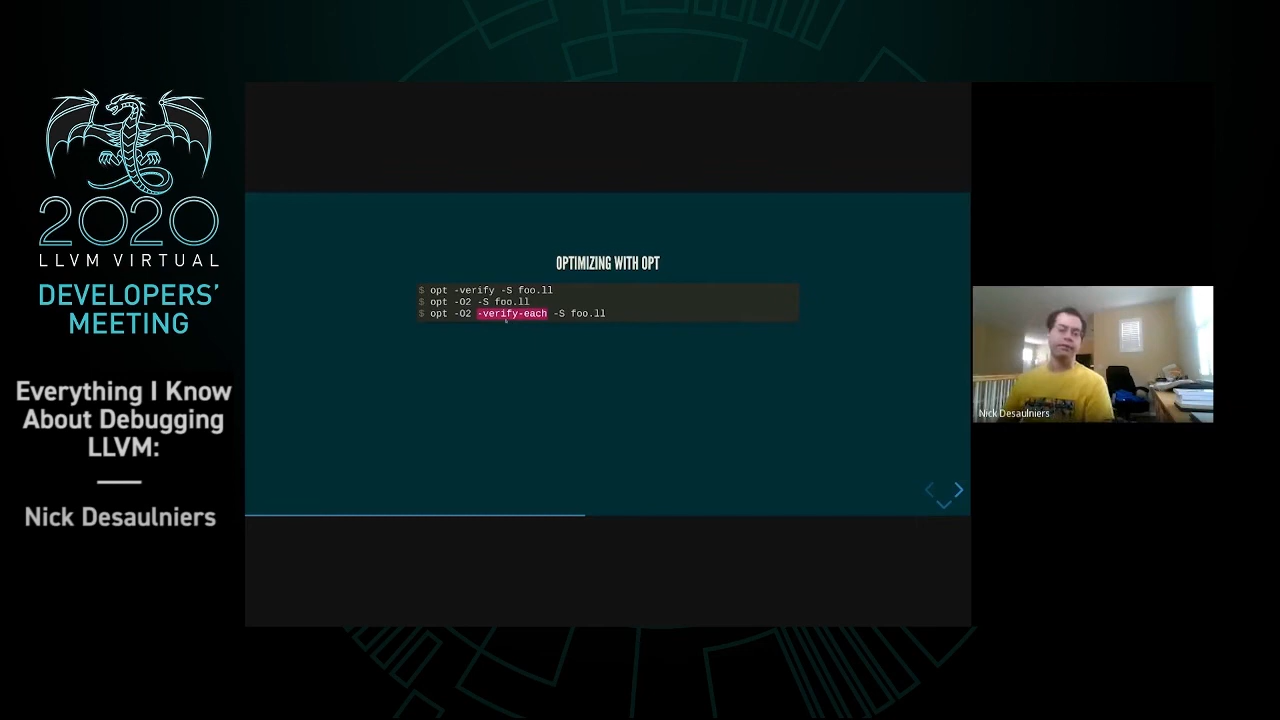 2020
LLVM VIRTUAL
DEVELOPERS'
MEETING
Everything I Know
About Debugging
LLVM:
Nick Desaulniers
OPTIMIZING WITH OPT
$ opt -verify -S foo.ll
$ opt -O2 -S foo.ll
$ opt -O2 -verify-each -S foo.ll
Nick Desaulniers